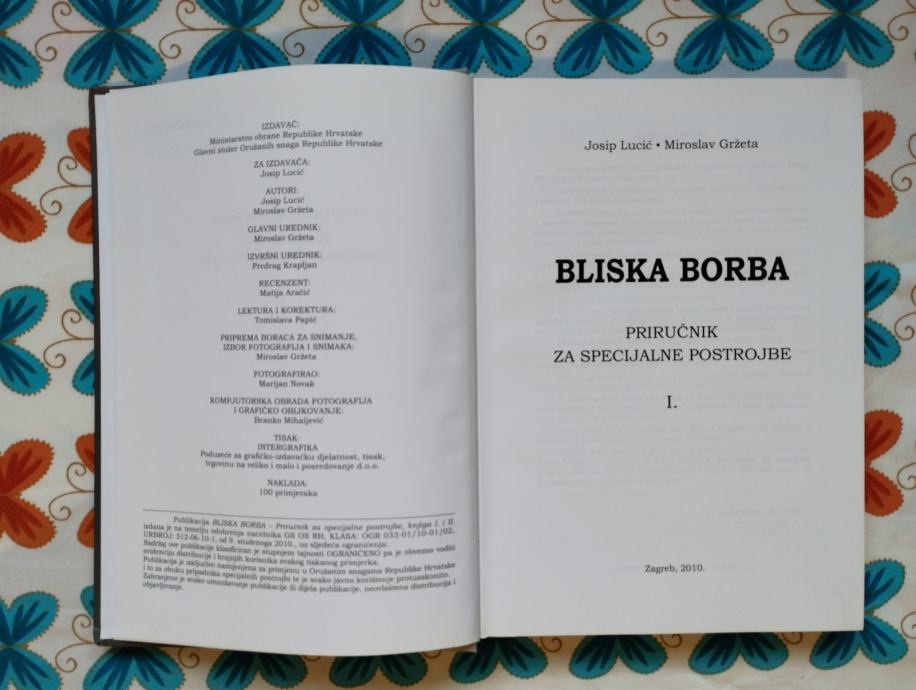 IZDAVAČ:
Ministarstvo obrane Republike Hrvatske
Glavni stožer Oružanih snaga Republike Hrvatske
ZA IZDAVAČA:
Josip Lucić
AUTORI:
Josip Lucić
Miroslav Gržeta
GLAVNI UREDNIK:
Miroslav Gržeta
IZVRŠNI UREDNIK:
Predrag Krapljan
RECENZENT:
Matija Aračić
LEKTURA I KOREKTURA:
Tomislava Papić
PRIPREMA BORACA ZA SNIMANJE,
IZBOR FOTOGRAFIJA I SNIMAKA:
Miroslav Gržeta
FOTOGRAFIRAO:
Marijan Novak
KOMPJUTORSKA OBRADA FOTOGRAFIJA
I GRAFIČKO OBLIKOVANJE:
Branko Mihaljević
TISAK:
INTERGRAFIKA
Poduzeće za grafičko-izdavačku djelatnost, tisak,
trgovinu na veliko i malo i posredovanje d.o.o.
NAKLADA:
100 primjeraka
Publikacija BLISKA BORBA – Priručnik za specijalne postrojbe, knjiga I. i II.
izdana je na temelju odobrenja načelnika GS OS RH, KLASA: OGR 033-01/10-01/02,
URBROJ: 512-06-10-1, od 9. studenoga 2010., uz sljedeća ograničenja:
Sadržaj ove publikacije klasificiran je stupnjem tajnosti OGRANIČENO pa je obvezno voditi
evidenciju distribucije i krajnjih korisnika svakog tiskanog primjerka.
Publikacija je isključivo namijenjena za primjenu u Oružanim snagama Republike Hrvatske
i to za obuku pripadnika specijalnih postrojbi te je svako javno korištenje protuzakonito.
Zabranjeno je svako umnožavanje publikacije ili dijela publikacije, neovlaštena distribucija i
objavljivanje.
Josip Lucić • Miroslav Gržeta
BLISKA BORBA
PRIRUČNIK
ZA SPECIJALNE POSTROJBE
I.
Zagreb, 2010.